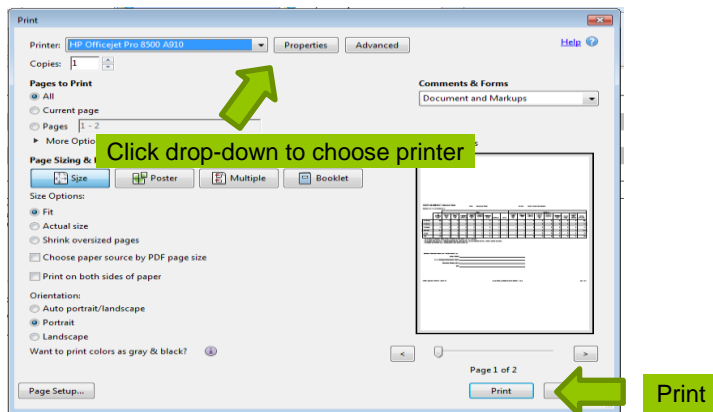 Print
Printer: HP Officejet Pro 8500 A910 Properties Advanced Help
Copies: 1
Pages to Print
All
Current page
Pages 1 - 2
More Optio
Comments & Forms
Document and Markups
Click drop-down to choose printer
Page Sizing &
Size Poster Multiple Booklet
Size Options:
Fit
Actual size
Shrink oversized pages
Choose paper source by PDF page size
Print on both sides of paper
Orientation:
Auto portrait/landscape
Portrait
Landscape
Want to print colors as gray & black?
< >
Page 1 of 2
Page Setup... Print
Print